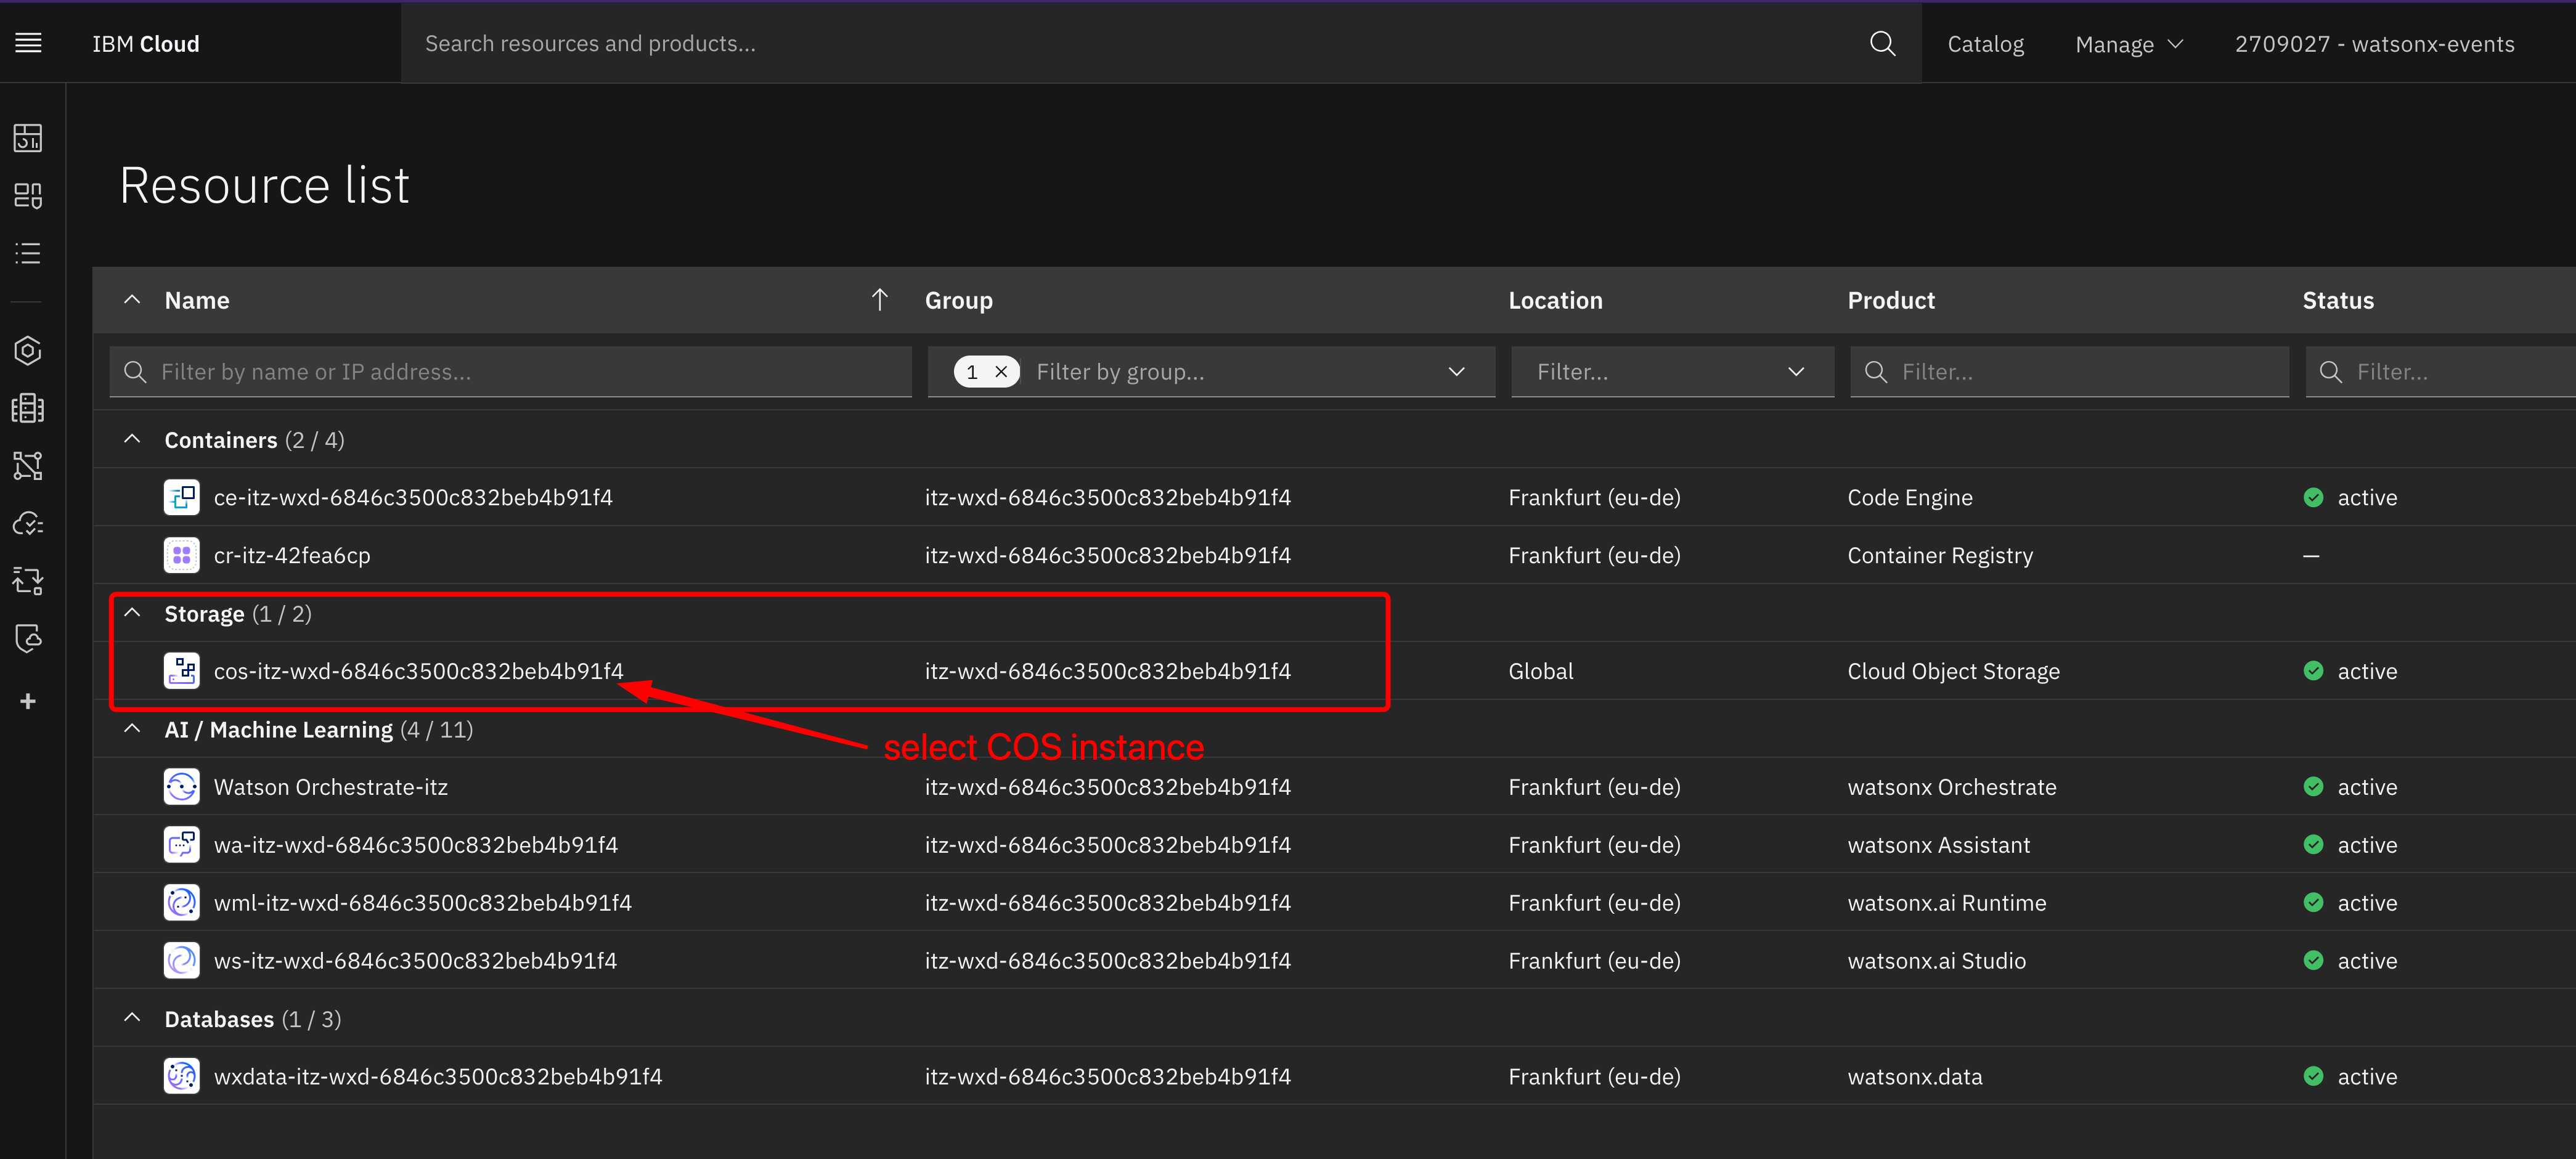 IBM Cloud
Search resources and products...
Catalog
Manage
2709027 - watsonx-events
Resource list
Name
Group
Location
Product
Status
Filter by name or IP address...
1
Filter by group...
Filter...
Filter...
Filter...
Containers (2 / 4)
ce-itz-wxd-6846c3500c832beb4b91f4 itz-wxd-6846c3500c832beb4b91f4 Frankfurt (eu-de) Code Engine active
cr-itz-42fea6cp itz-wxd-6846c3500c832beb4b91f4 Frankfurt (eu-de) Container Registry —
Storage (1 / 2)
cos-itz-wxd-6846c3500c832beb4b91f4 itz-wxd-6846c3500c832beb4b91f4 Global Cloud Object Storage active
AI / Machine Learning (4 / 11)
select COS instance
Watson Orchestrate-itz itz-wxd-6846c3500c832beb4b91f4 Frankfurt (eu-de) watsonx Orchestrate active
wa-itz-wxd-6846c3500c832beb4b91f4 itz-wxd-6846c3500c832beb4b91f4 Frankfurt (eu-de) watsonx Assistant active
wml-itz-wxd-6846c3500c832beb4b91f4 itz-wxd-6846c3500c832beb4b91f4 Frankfurt (eu-de) watsonx.ai Runtime active
ws-itz-wxd-6846c3500c832beb4b91f4 itz-wxd-6846c3500c832beb4b91f4 Frankfurt (eu-de) watsonx.ai Studio active
Databases (1 / 3)
wxdata-itz-wxd-6846c3500c832beb4b91f4 itz-wxd-6846c3500c832beb4b91f4 Frankfurt (eu-de) watsonx.data active